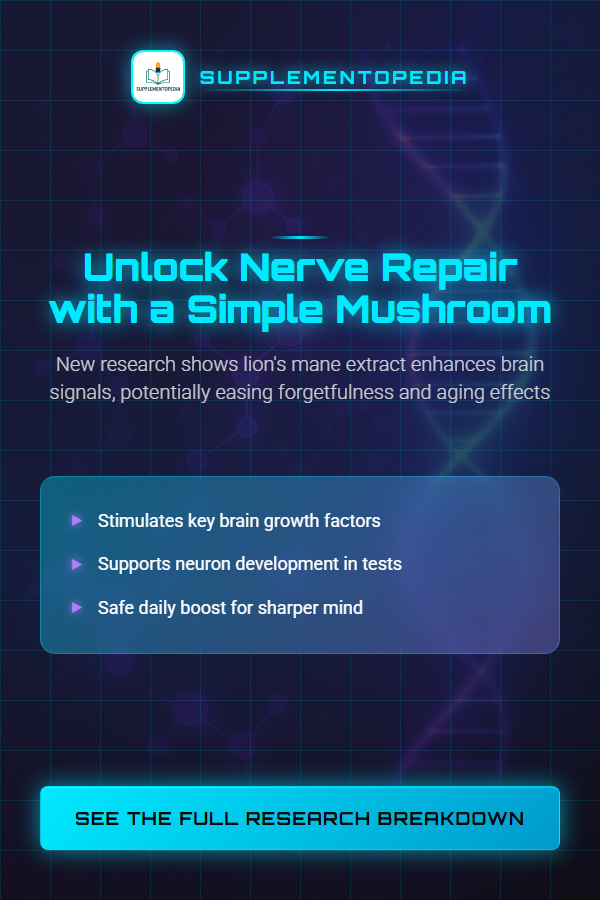 SUPPLEMENTOPEDIA
SUPPLEMENTOPEDIA
Unlock Nerve Repair
with a Simple Mushroom
New research shows lion's mane extract enhances brain
signals, potentially easing forgetfulness and aging effects
Stimulates key brain growth factors
Supports neuron development in tests
Safe daily boost for sharper mind
SEE THE FULL RESEARCH BREAKDOWN